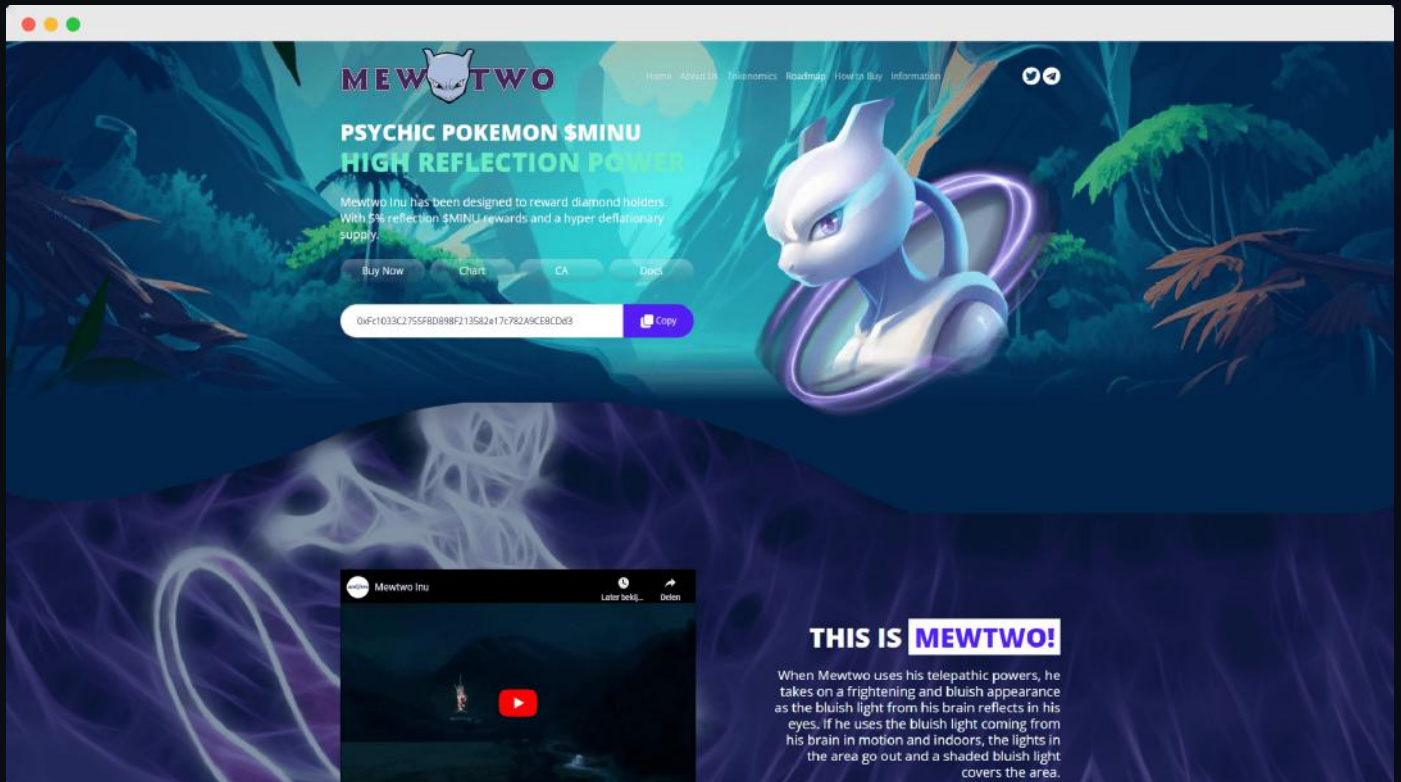 MEWTWO
Home About Us Tokenomics Roadmap How to Buy Information
PSYCHIC POKEMON $MINU
HIGH REFLECTION POWER
Mewtwo Inu has been designed to reward diamond holders.
With 5% reflection $MINU rewards and a hyper deflationary
supply.
Buy Now Chart CA Docs
0xFc1033C2755FBD898F213582e17c782A9CE8CDd3 Copy
Mewtwo Inu
Later bekij... Delen
THIS IS MEWTWO!
When Mewtwo uses his telepathic powers, he
takes on a frightening and bluish appearance
as the bluish light from his brain reflects in his
eyes. If he uses the bluish light coming from
his brain in motion and indoors, the lights in
the area go out and a shaded bluish light
covers the area.